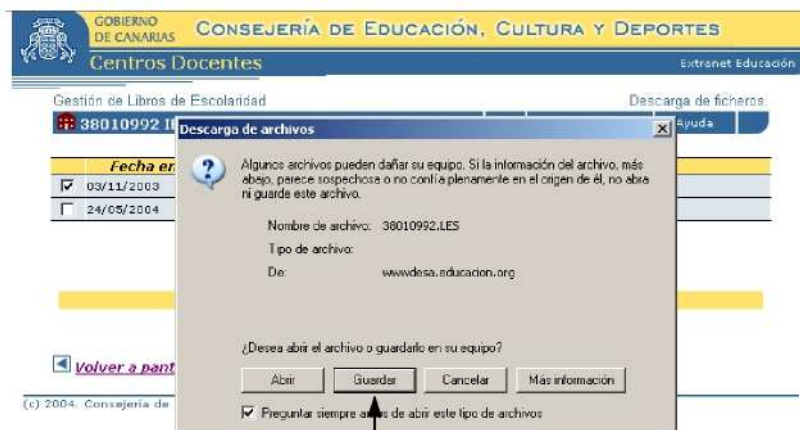 GOBIERNO
DE CANARIAS
CONSEJERÍA DE EDUCACIÓN, CULTURA Y DEPORTES
Centros Docentes
Extranet Educación
Gestión de Libros de Escolaridad
Descarga de ficheros
38010992
Ayuda
Descarga de archivos
Fecha
Algunos archivos pueden dañar su equipo. Si la información del archivo, más
abajo, parece sospechosa o no confía plenamente en el origen de él, no abra
ni guarde este archivo.
03/11/2003
24/05/2004
Nombre de archivo: 38010992.LES
Tipo de archivo:
De: wwwdesa.educacion.org
¿Desea abrir el archivo o guardarlo en su equipo?
Volver a
Abrir Guardar Cancelar Más información
(c) 2004. Consejería de
Preguntar siempre antes de abrir este tipo de archivos